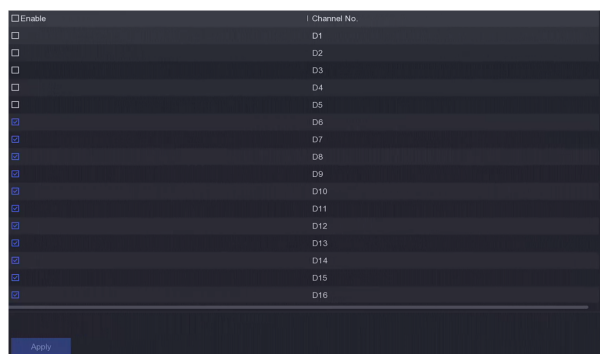 Enable | Channel No.
D1
D2
D3
D4
D5
D6
D7
D8
D9
D10
D11
D12
D13
D14
D15
D16
Apply